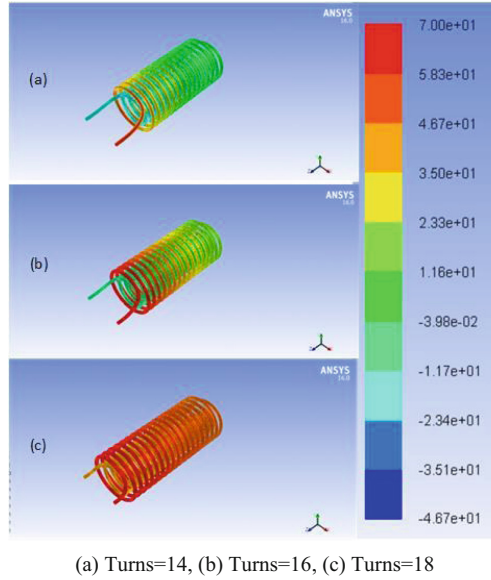 ANSYS
16.0
(a)
ANSYS
16.0
(b)
ANSYS
16.0
(c)
7.00e+01
5.83e+01
4.67e+01
3.50e+01
2.33e+01
1.16e+01
-3.98e-02
-1.17e+01
-2.34e+01
-3.51e+01
-4.67e+01
(a) Turns=14, (b) Turns=16, (c) Turns=18